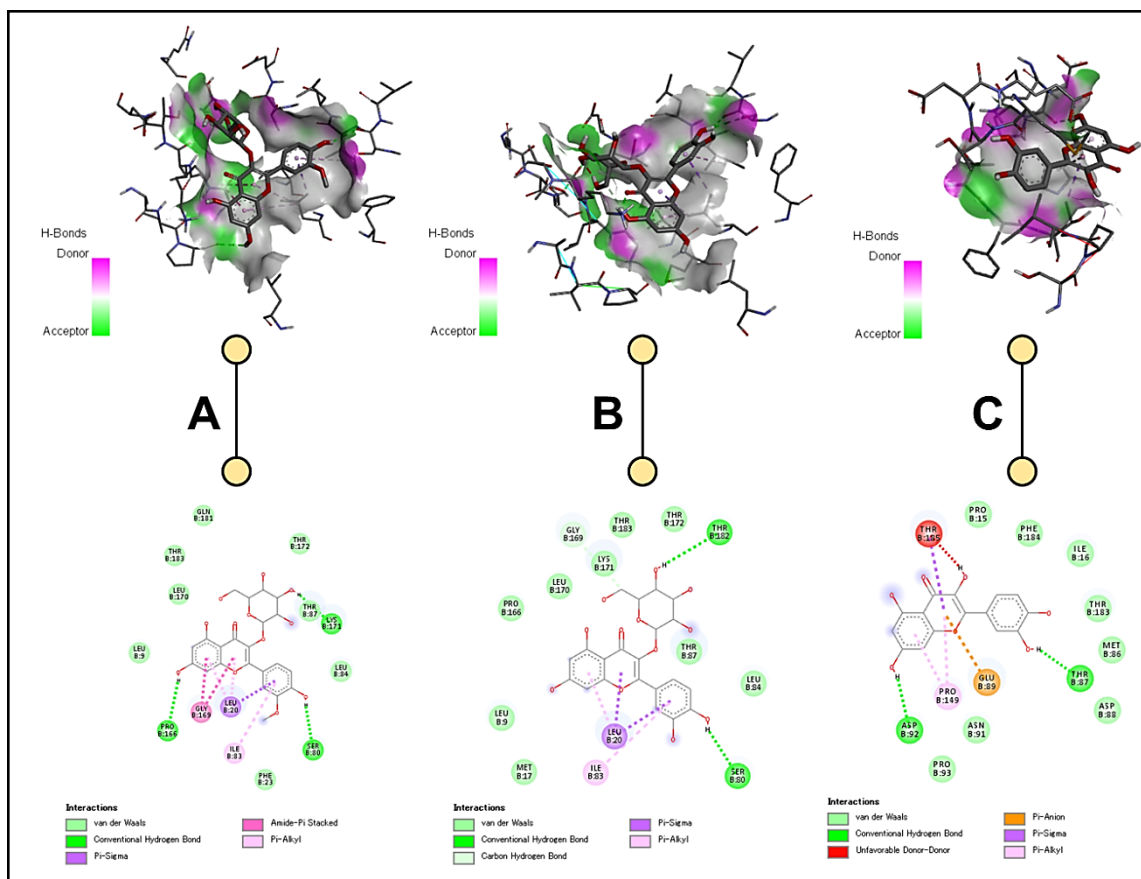 H-Bonds
Donor
Acceptor
H-Bonds
Donor
Acceptor
H-Bonds
Donor
Acceptor
A
B
C
GLN
B:181
THR
B:183
THR
B:172
LEU
B:170
THR
B:87
LYS
B:171
LEU
B:9
LEU
B:84
LEU
B:20
GLY
B:169
PRO
B:166
ILE
B:83
SER
B:80
PHE
B:23
Interactions
van der Waals
Conventional Hydrogen Bond
Pi-Sigma
Amide-Pi Stacked
Pi-Alkyl
GLY
B:169
THR
B:183
THR
B:172
THR
B:182
LYS
B:171
LEU
B:170
PRO
B:166
THR
B:87
LEU
B:84
LEU
B:9
LEU
B:20
MET
B:17
ILE
B:83
SER
B:80
Interactions
van der Waals
Conventional Hydrogen Bond
Carbon Hydrogen Bond
Pi-Sigma
Pi-Alkyl
PRO
B:15
THR
B:185
PHE
B:184
ILE
B:16
THR
B:183
MET
B:86
THR
B:87
GLU
B:89
PRO
B:149
ASP
B:88
ASP
B:92
ASN
B:91
PRO
B:93
Interactions
van der Waals
Conventional Hydrogen Bond
Unfavorable Donor-Donor
Pi-Anion
Pi-Sigma
Pi-Alkyl